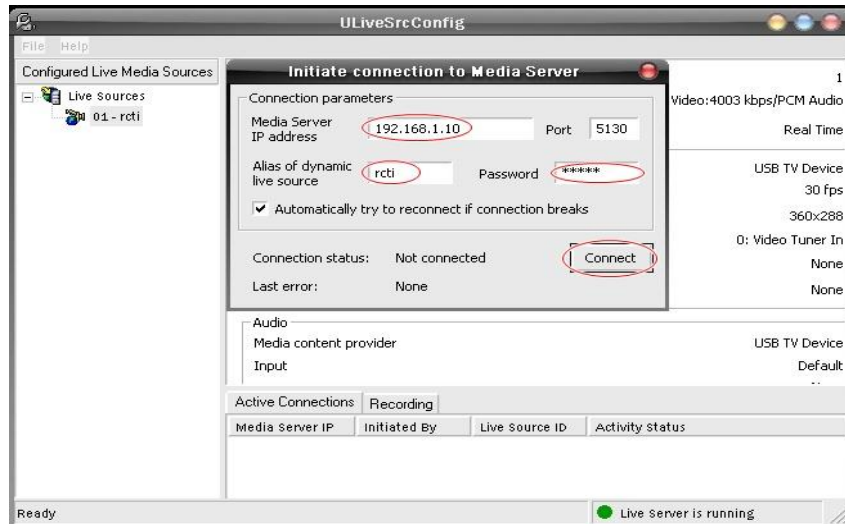 ULiveSrcConfig
File Help
Configured Live Media Sources
Live Sources
01 - rcti
Initiate connection to Media Server
Connection parameters
Media Server IP address 192.168.1.10 Port 5130
Alias of dynamic live source rcti Password *****
Automatically try to reconnect if connection breaks
Connection status: Not connected Connect
Last error: None
1
Video:4003 kbps/PCM Audio
Real Time
USB TV Device
30 fps
360x288
0: Video Tuner In
None
None
Audio
Media content provider USB TV Device
Input Default
Active Connections Recording
Media Server IP Initiated By Live Source ID Activity Status
Ready Live Server is running